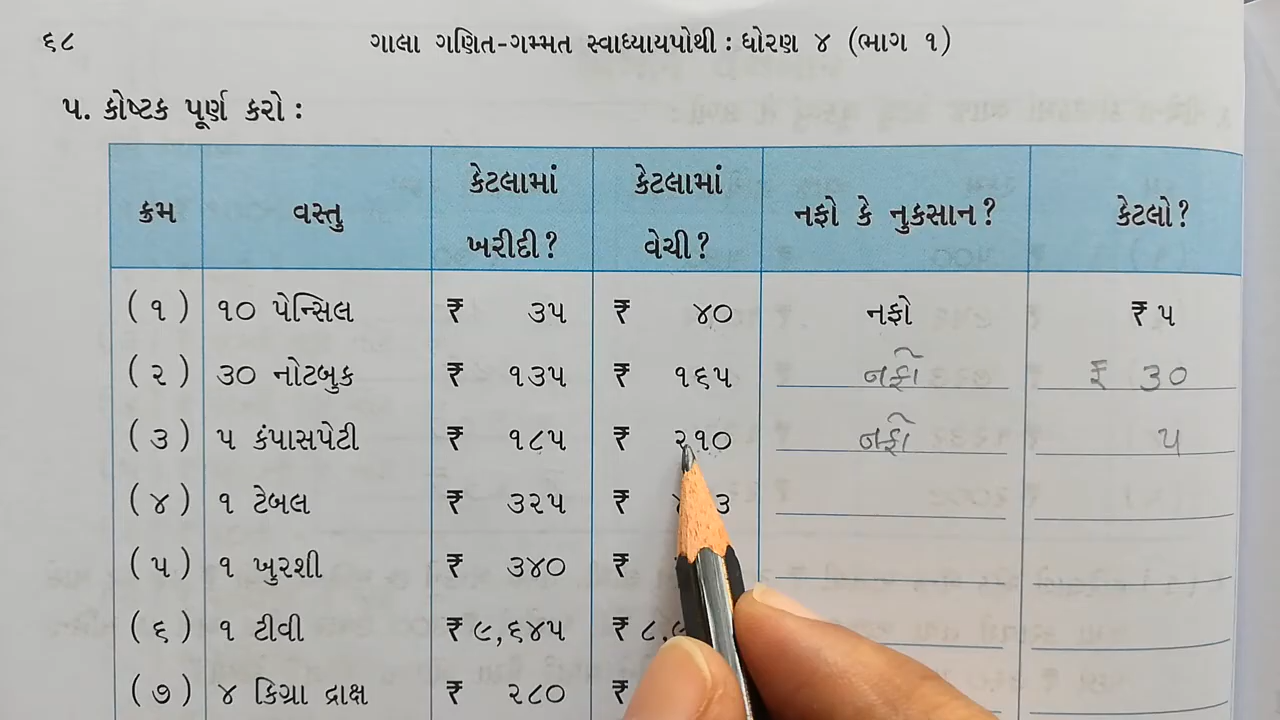 ૬૮ ગાલા ગણિત-ગમ્મત સ્વાધ્યાયપોથી : ધોરણ ૪ (ભાગ ૧)
૫. કોષ્ટક પૂર્ણ કરો :
ક્રમ વસ્તુ કેટલામાં ખરીદી? કેટલામાં વેચી? નફો કે નુકસાન? કેટલો?
(૧) ૧૦ પેન્સિલ ₹ ૩૫ ₹ ૪૦ નફો ₹ ૫
(૨) ૩૦ નોટબુક ₹ ૧૩૫ ₹ ૧૬૫ નફો ₹ ૩૦
(૩) ૫ કંપાસપેટી ₹ ૧૮૫ ₹ ૨૧૦ નફો ૫
(૪) ૧ ટેબલ ₹ ૩૨૫ ₹
(૫) ૧ ખુરશી ₹ ૩૪૦ ₹
(૬) ૧ ટીવી ₹ ૯,૬૪૫ ₹
(૭) ૪ કિગ્રા દ્રાક્ષ ₹ ૨૮૦ ₹